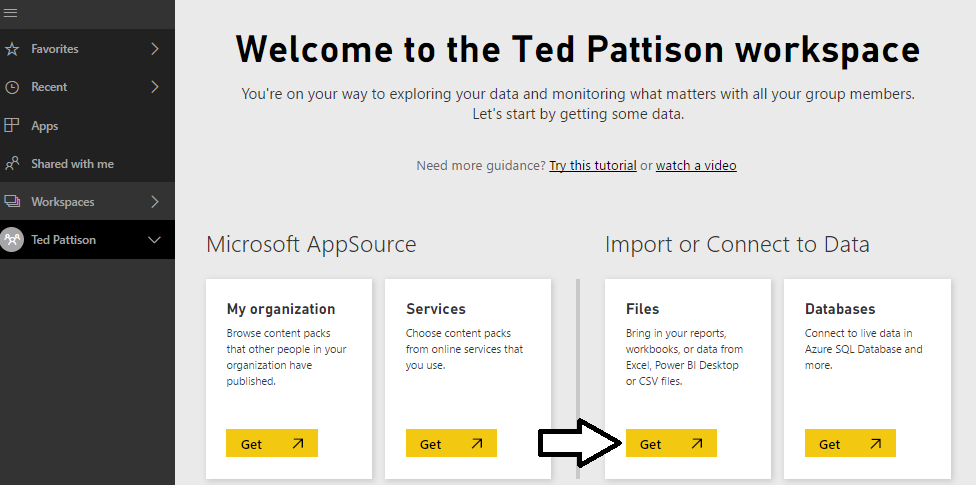 Favorites
Recent
Apps
Shared with me
Workspaces
Ted Pattison
Welcome to the Ted Pattison workspace
You're on your way to exploring your data and monitoring what matters with all your group members.
Let's start by getting some data.
Need more guidance? Try this tutorial or watch a video
Microsoft AppSource
My organization
Browse content packs
that other people in your
organization have
published.
Get
Services
Choose content packs
from online services that
you use.
Get
Import or Connect to Data
Files
Bring in your reports,
workbooks, or data from
Excel, Power BI Desktop
or CSV files.
Get
Databases
Connect to live data in
Azure SQL Database and
more.
Get